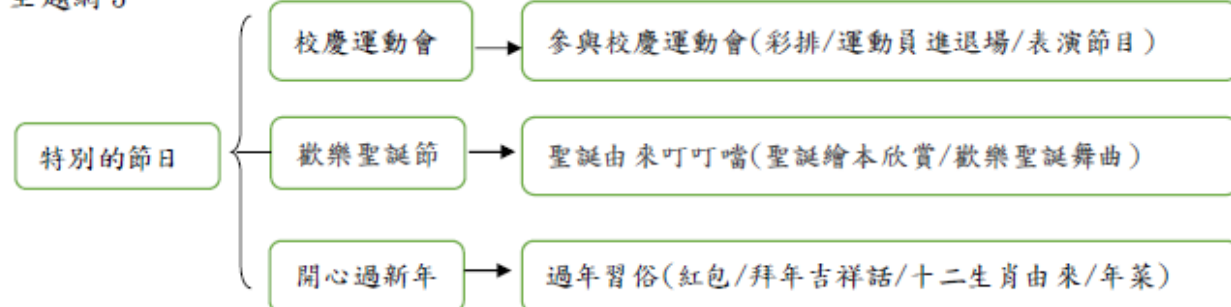 校慶運動會
參與校慶運動會(彩排/運動員進退場/表演節目)
特別的節日
歡樂聖誕節
聖誕由來叮叮噹(聖誕繪本欣賞/歡樂聖誕舞曲)
開心過新年
過年習俗(紅包/拜年吉祥話/十二生肖由來/年菜)